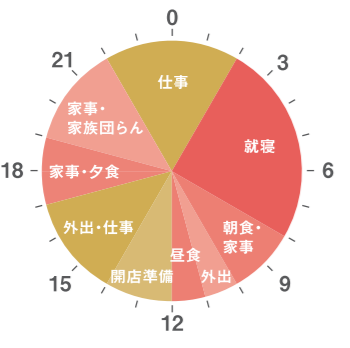 0
仕事
21
3
家事・
家族団らん
就寝
18
家事・夕食
6
外出・仕事
朝食・
家事
昼食
開店準備
外出
15
9
12